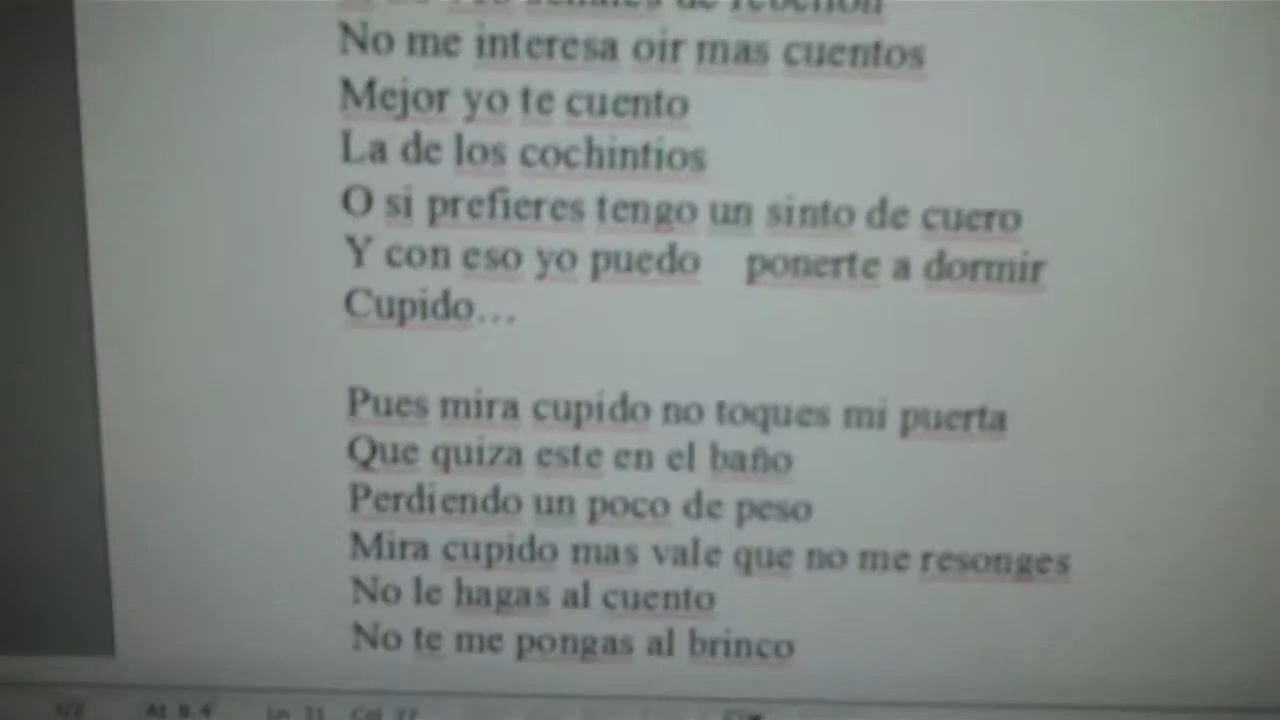 señales de rebelion
No me interesa oir mas cuentos
Mejor yo te cuento
La de los cochintios
O si prefieres tengo un sinto de cuero
Y con eso yo puedo ponerte a dormir
Cupido...
Pues mira cupido no toques mi puerta
Que quiza este en el baño
Perdiendo un poco de peso
Mira cupido mas vale que no me resonges
No le hagas al cuento
No te me pongas al brinco